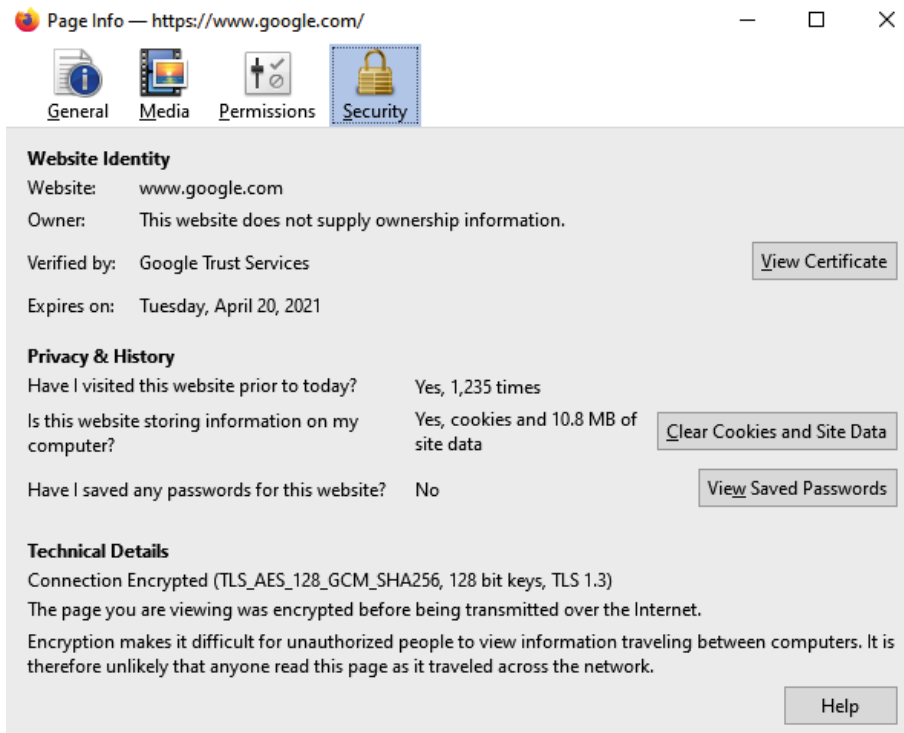 Page Info — https://www.google.com/
General Media Permissions Security
Website Identity
Website: www.google.com
Owner: This website does not supply ownership information.
Verified by: Google Trust Services View Certificate
Expires on: Tuesday, April 20, 2021
Privacy & History
Have I visited this website prior to today? Yes, 1,235 times
Is this website storing information on my computer? Yes, cookies and 10.8 MB of site data Clear Cookies and Site Data
Have I saved any passwords for this website? No View Saved Passwords
Technical Details
Connection Encrypted (TLS_AES_128_GCM_SHA256, 128 bit keys, TLS 1.3)
The page you are viewing was encrypted before being transmitted over the Internet.
Encryption makes it difficult for unauthorized people to view information traveling between computers. It is
therefore unlikely that anyone read this page as it traveled across the network.
Help